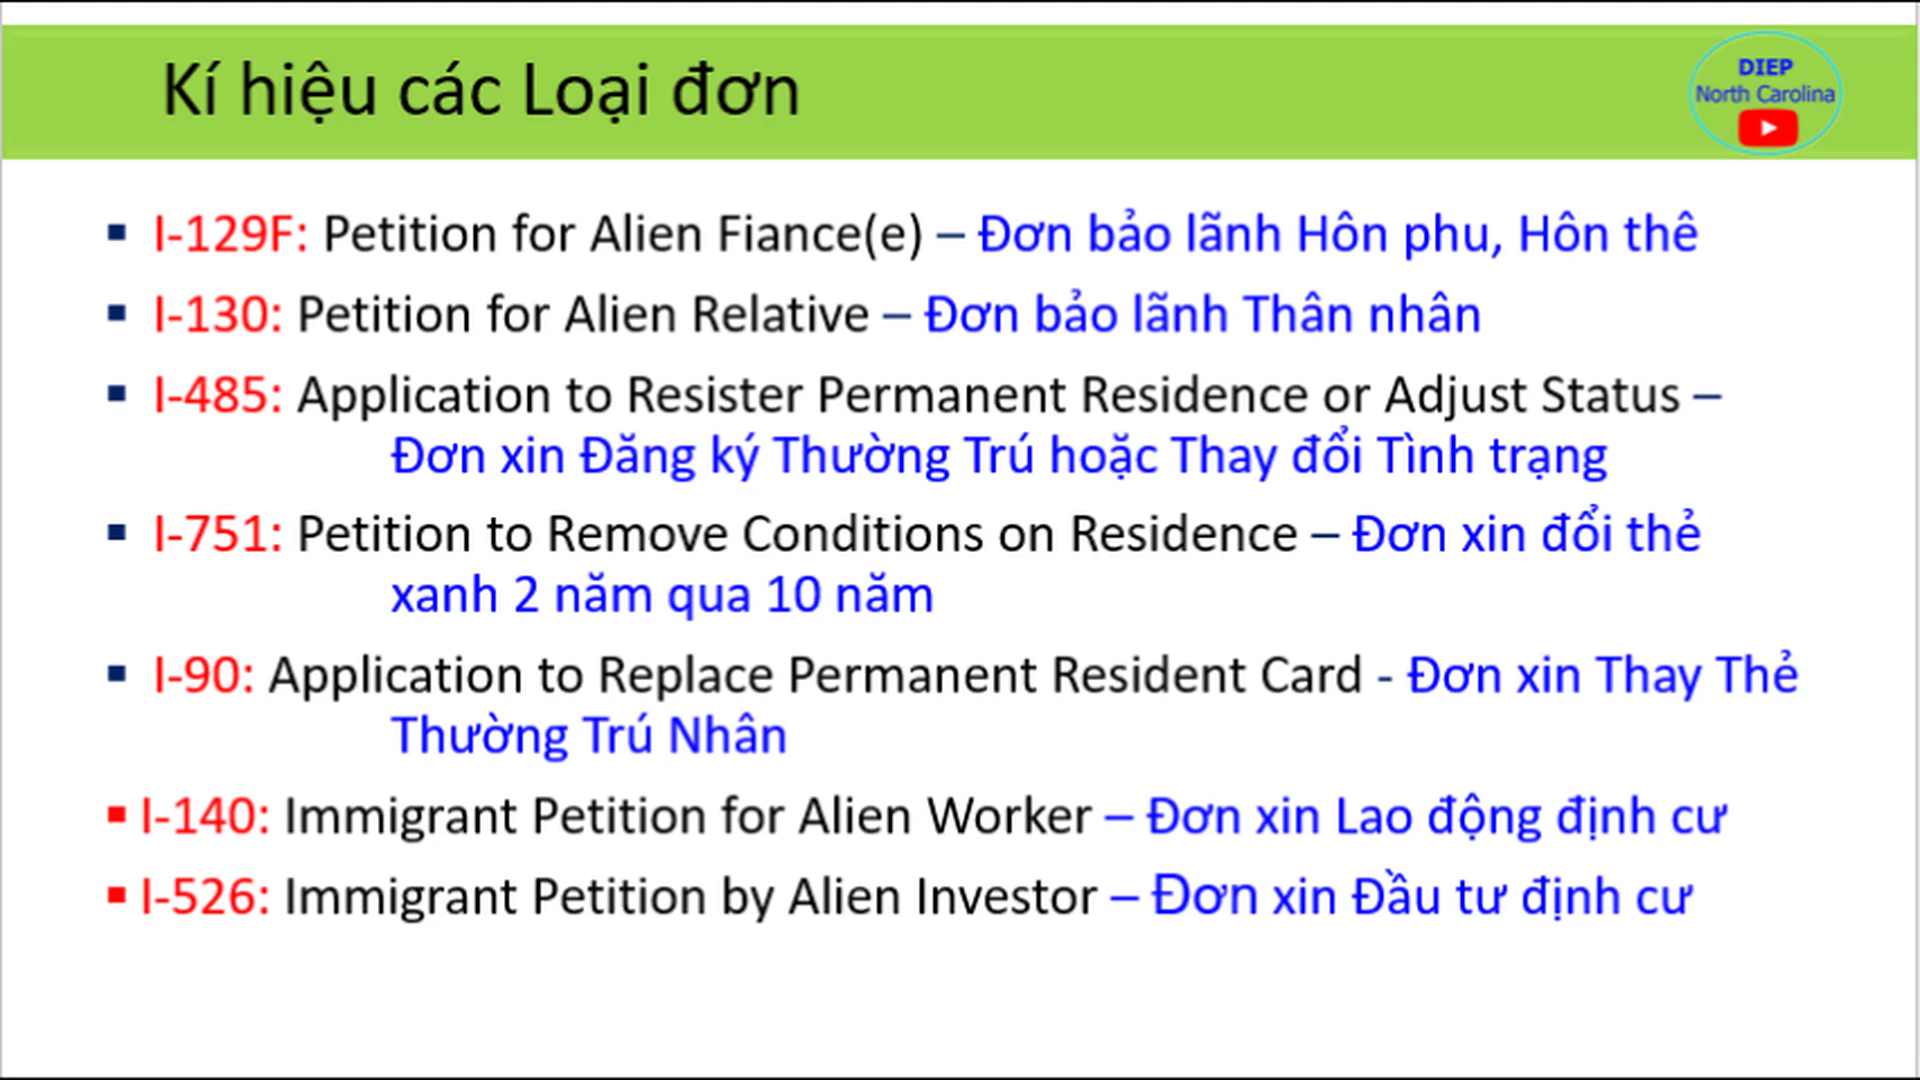 Kí hiệu các Loại đơn
DIEP
North Carolina
I-129F: Petition for Alien Fiance(e) – Đơn bảo lãnh Hôn phu, Hôn thê
I-130: Petition for Alien Relative – Đơn bảo lãnh Thân nhân
I-485: Application to Resister Permanent Residence or Adjust Status –
Đơn xin Đăng ký Thường Trú hoặc Thay đổi Tình trạng
I-751: Petition to Remove Conditions on Residence – Đơn xin đổi thẻ
xanh 2 năm qua 10 năm
I-90: Application to Replace Permanent Resident Card - Đơn xin Thay Thẻ
Thường Trú Nhân
I-140: Immigrant Petition for Alien Worker – Đơn xin Lao động định cư
I-526: Immigrant Petition by Alien Investor – Đơn xin Đầu tư định cư